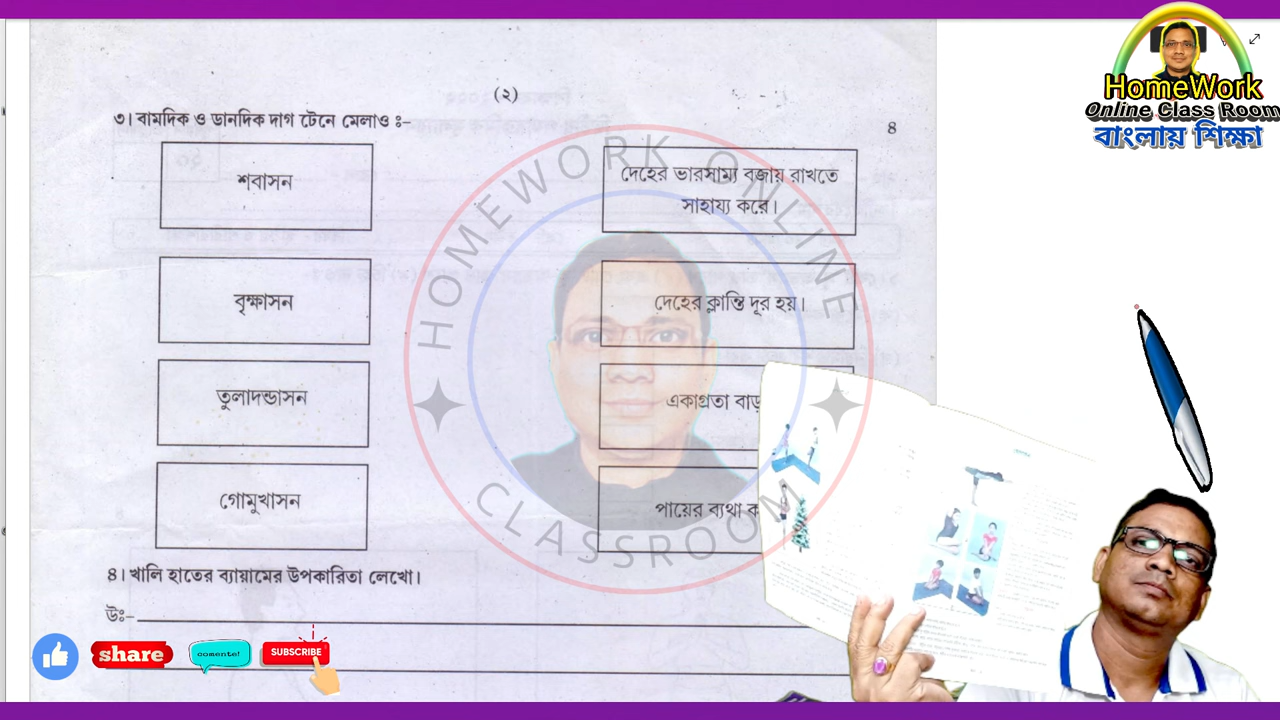 (২)
৩। বামদিক ও ডানদিক দাগ টেনে মেলাও ঃ-
৪
শবাসন
দেহের ভারসাম্য বজায় রাখতে
সাহায্য করে।
বৃক্ষাসন
দেহের ক্লান্তি দূর হয়।
তুলাদন্ডাসন
একাগ্রতা বাড়
গোমুখাসন
পায়ের ব্যথা ক
৪। খালি হাতের ব্যায়ামের উপকারিতা লেখো।
উঃ-
HOMEWORK ONLINE
CLASSROOM
HomeWork
Online Class Room
বাংলায় শিক্ষা
share
comente!
SUBSCRIBE